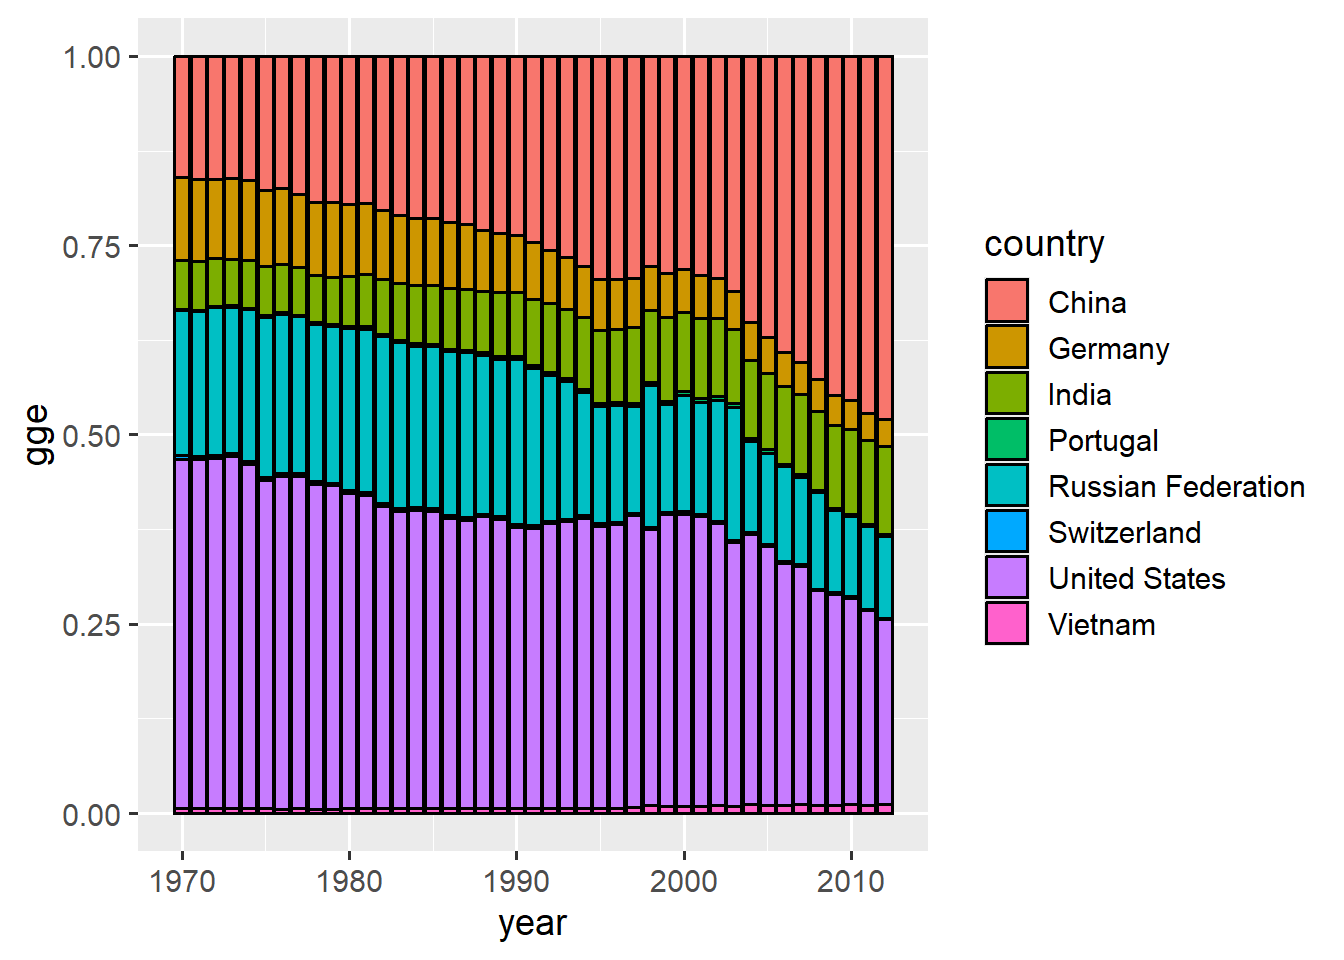 1.00
0.75
0.50
0.25
0.00
gge
1970 1980 1990 2000 2010
year
country
China
Germany
India
Portugal
Russian Federation
Switzerland
United States
Vietnam